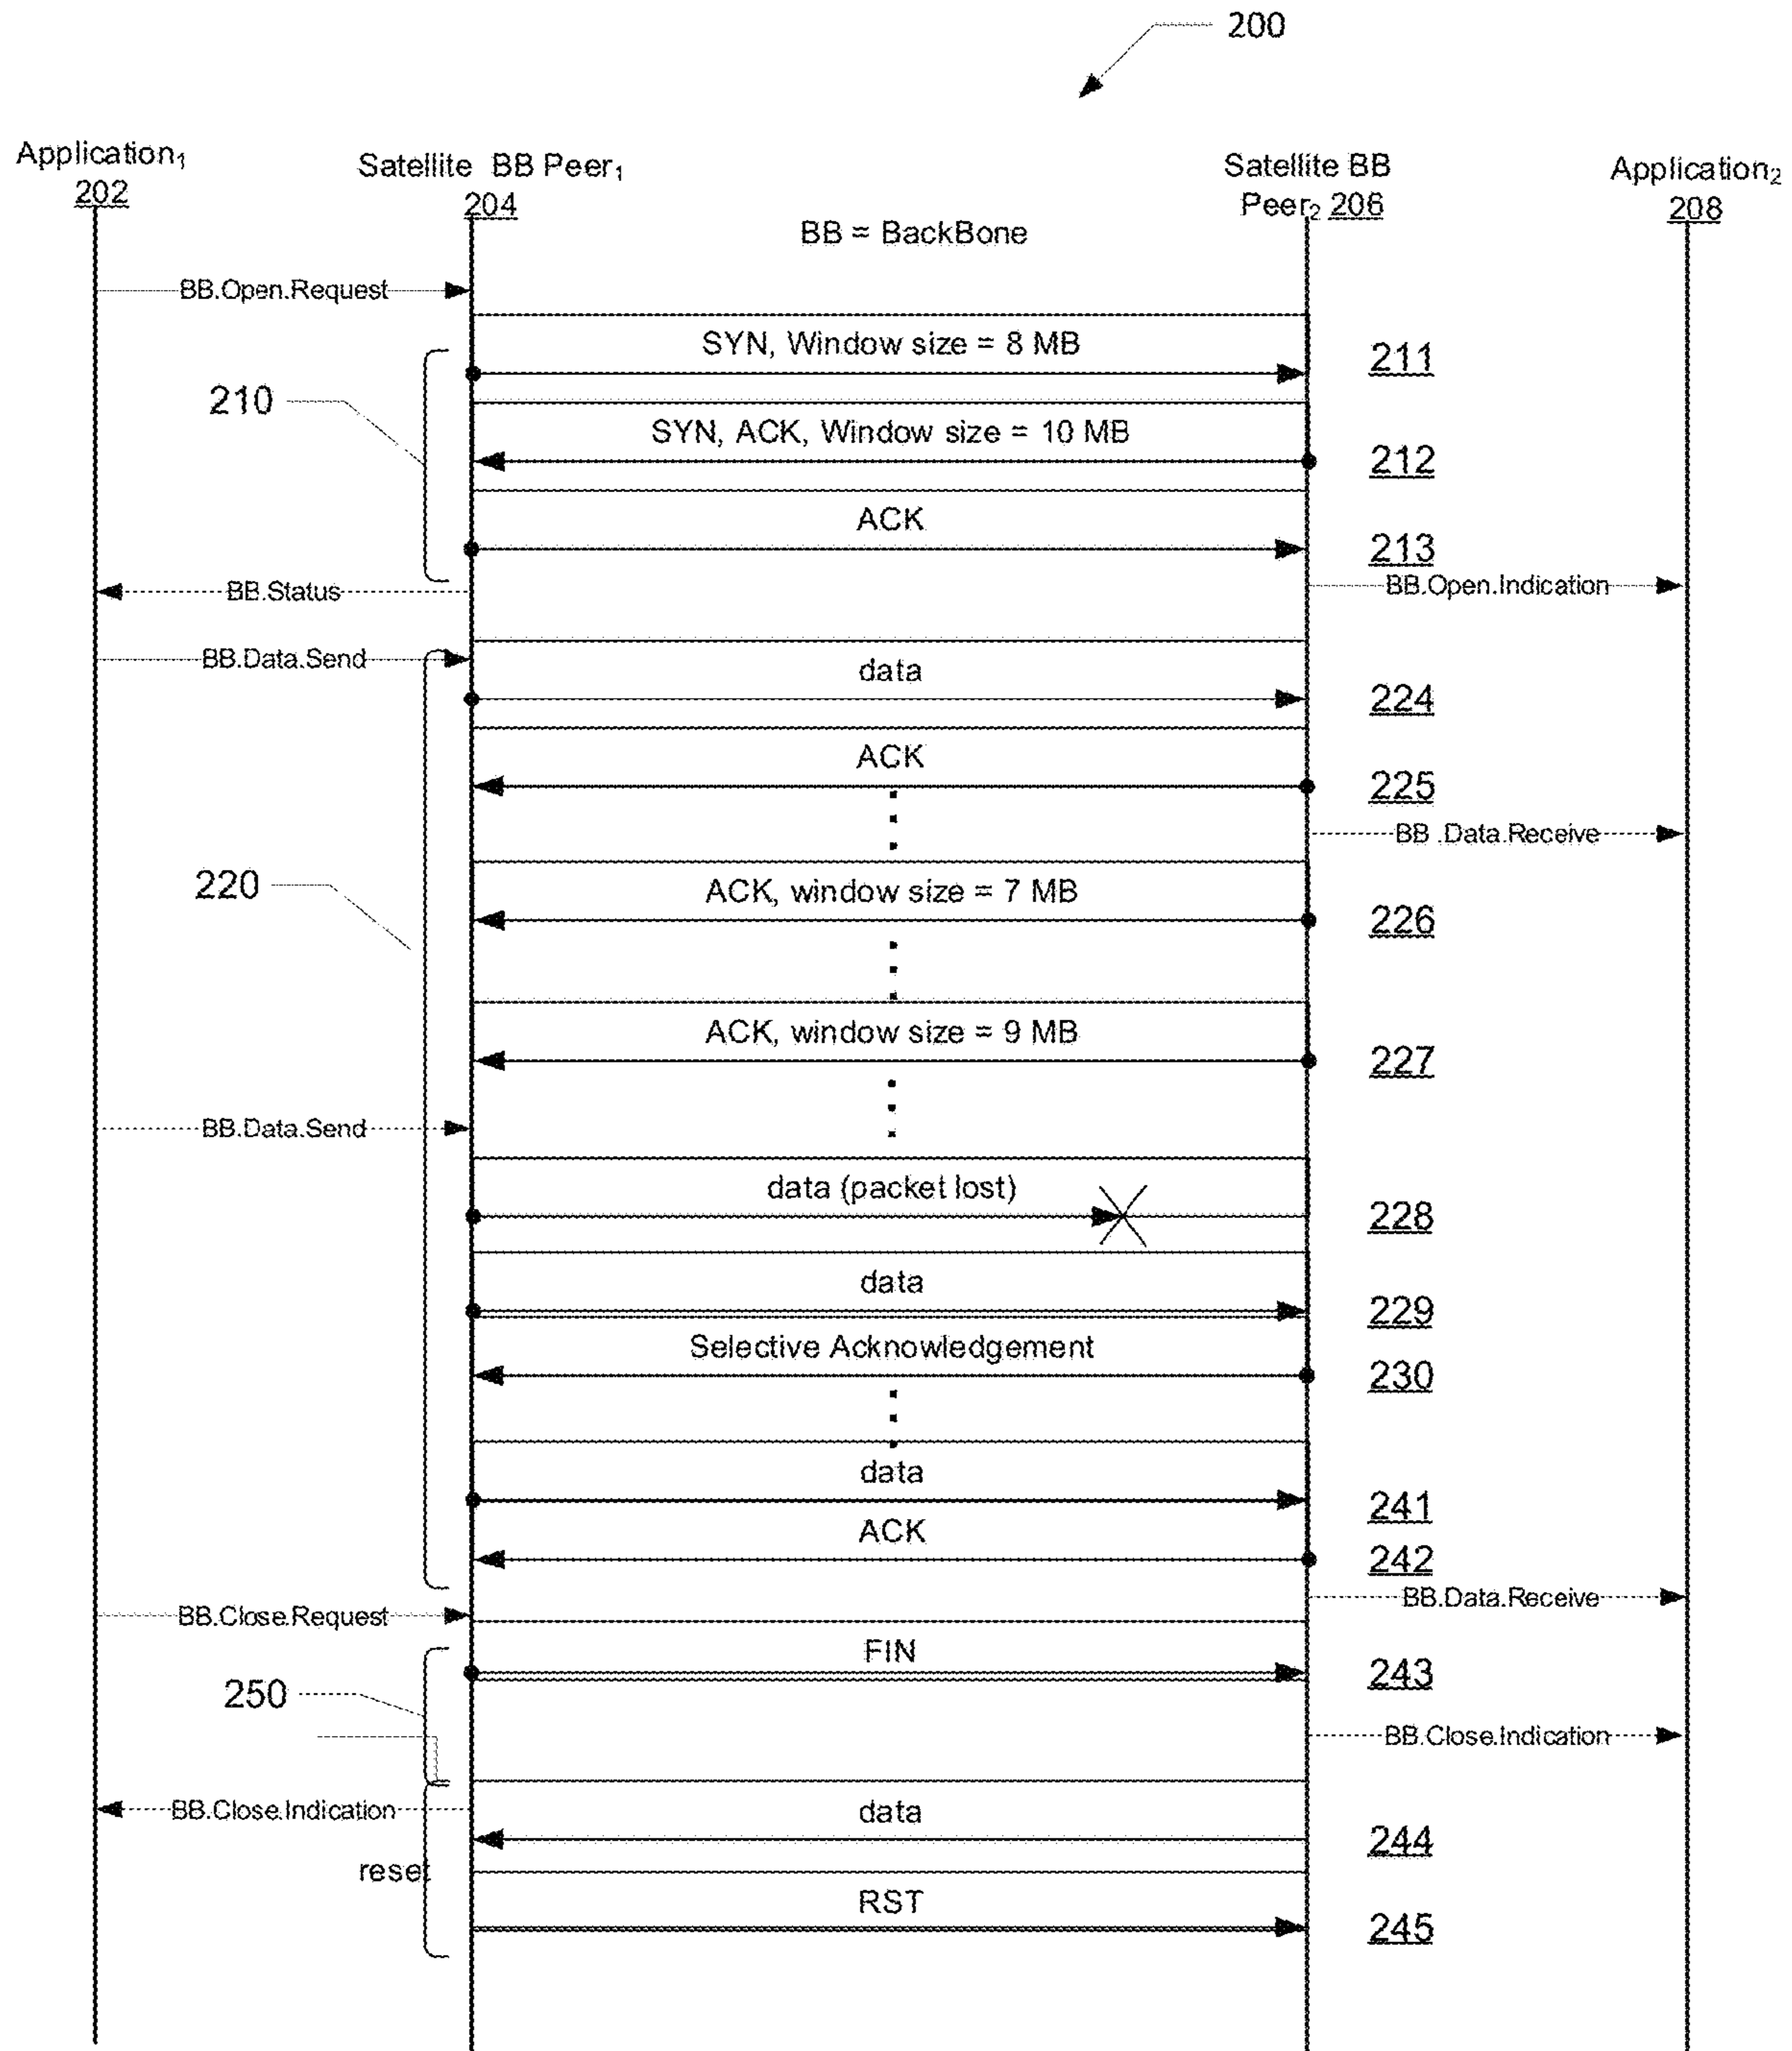 200
Application₁
202
Satellite BB Peer₁
204
Satellite BB
Peer₂ 206
Application₂
208
BB = BackBone
BB.Open.Request
SYN, Window size = 8 MB
211
210
SYN, ACK, Window size = 10 MB
212
ACK
213
BB.Status
BB.Open.Indication
BB.Data.Send
data
224
ACK
225
BB .Data.Receive
220
ACK, window size = 7 MB
226
ACK, window size = 9 MB
227
BB.Data.Send
data (packet lost)
228
data
229
Selective Acknowledgement
230
data
241
ACK
242
BB.Data.Receive
BB.Close.Request
FIN
243
250
BB.Close.Indication
BB.Close.Indication
data
244
reset
RST
245